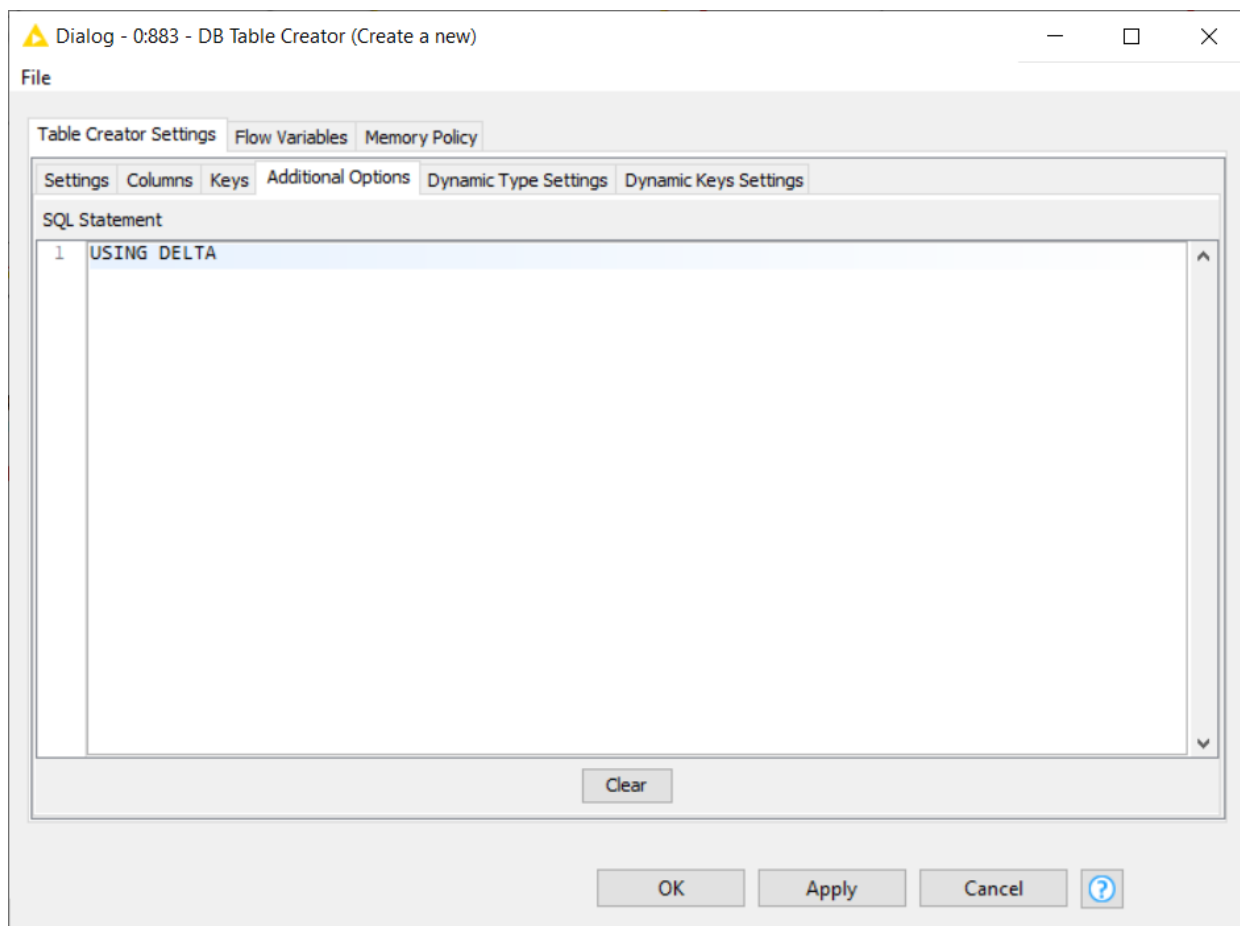 Dialog - 0:883 - DB Table Creator (Create a new)
File
Table Creator Settings Flow Variables Memory Policy
Settings Columns Keys Additional Options Dynamic Type Settings Dynamic Keys Settings
SQL Statement
1 USING DELTA
Clear
OK Apply Cancel ?